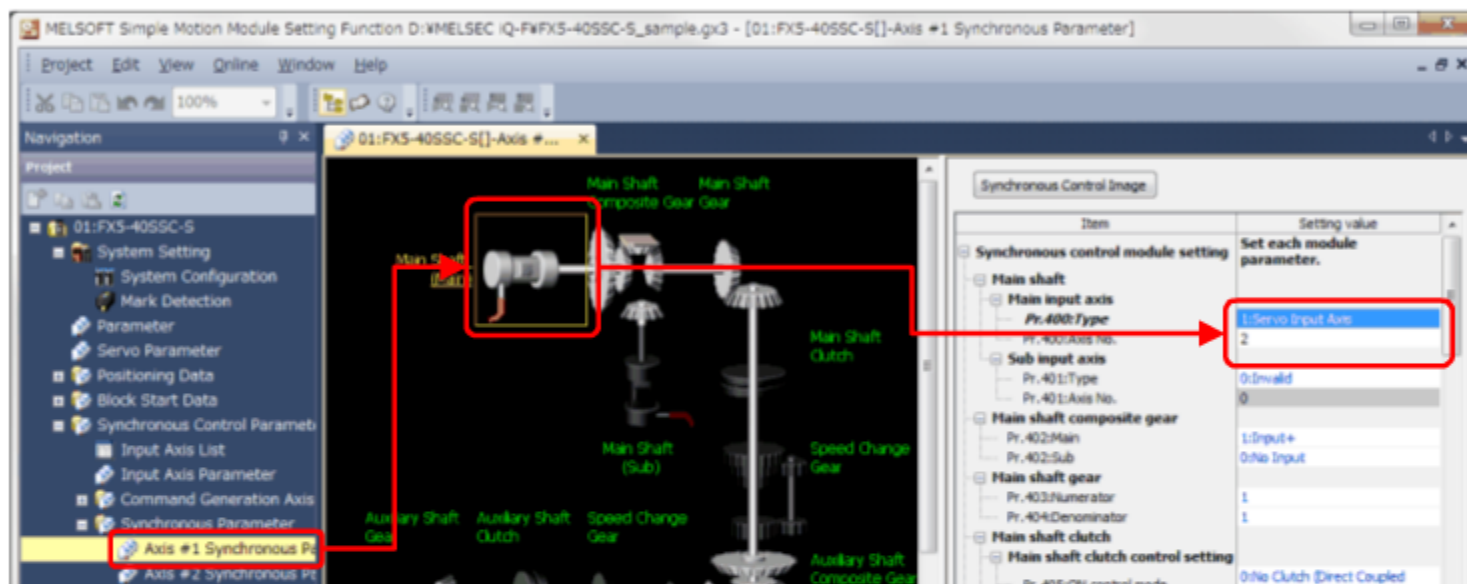 MELSOFT Simple Motion Module Setting Function D:¥MELSEC iQ-F¥FX5-40SSC-S_sample.gx3 - [01:FX5-40SSC-S[]-Axis #1 Synchronous Parameter]
Project Edit View Online Window Help
100%
Navigation
01:FX5-40SSC-S[]-Axis #...
Project
01:FX5-40SSC-S
System Setting
System Configuration
Mark Detection
Parameter
Servo Parameter
Positioning Data
Block Start Data
Synchronous Control Paramet
Input Axis List
Input Axis Parameter
Command Generation Axis
Synchronous Parameter
Axis #1 Synchronous Pa
Axis #2 Synchronous Pa
Main Shaft
Composite Gear
Main Shaft
Gear
Main Shaft
(Main)
Main Shaft
Clutch
Main Shaft
(Sub)
Speed Change
Gear
Auxiliary Shaft
Gear
Auxiliary Shaft
Clutch
Speed Change
Gear
Auxiliary Shaft
Composite Gear
Synchronous Control Image
Item Setting value
Synchronous control module setting Set each module
parameter.
Main shaft
Main input axis
Pr.400:Type 1:Servo Input Axis
Pr.400:Axis No. 2
Sub input axis
Pr.401:Type 0:Invalid
Pr.401:Axis No. 0
Main shaft composite gear
Pr.402:Main 1:Input+
Pr.402:Sub 0:No Input
Main shaft gear
Pr.403:Numerator 1
Pr.404:Denominator 1
Main shaft clutch
Main shaft clutch control setting
Pr.405:ON control mode 0:No Clutch (Direct Coupled